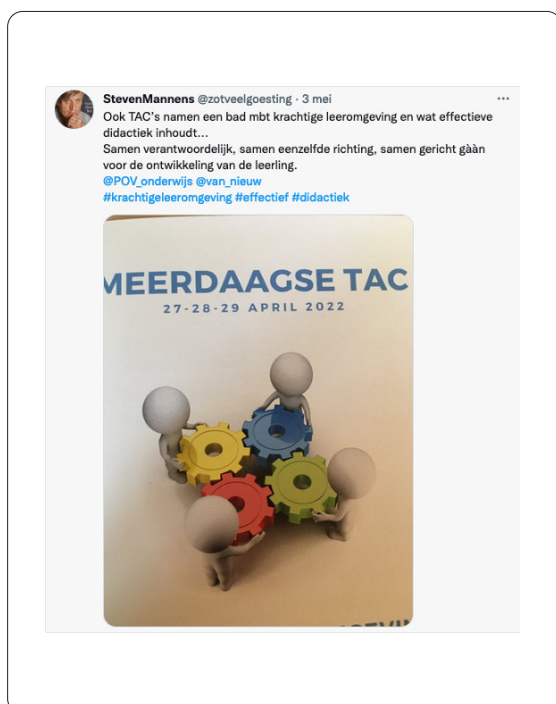 StevenMannens @zotveelgoesting · 3 mei
Ook TAC's namen een bad mbt krachtige leeromgeving en wat effectieve
didactiek inhoudt...
Samen verantwoordelijk, samen eenzelfde richting, samen gericht gààn
voor de ontwikkeling van de leerling.
@POV_onderwijs @van_nieuw
#krachtigeleeromgeving #effectief #didactiek
MEERDAAGSE TAC
27-28-29 APRIL 2022